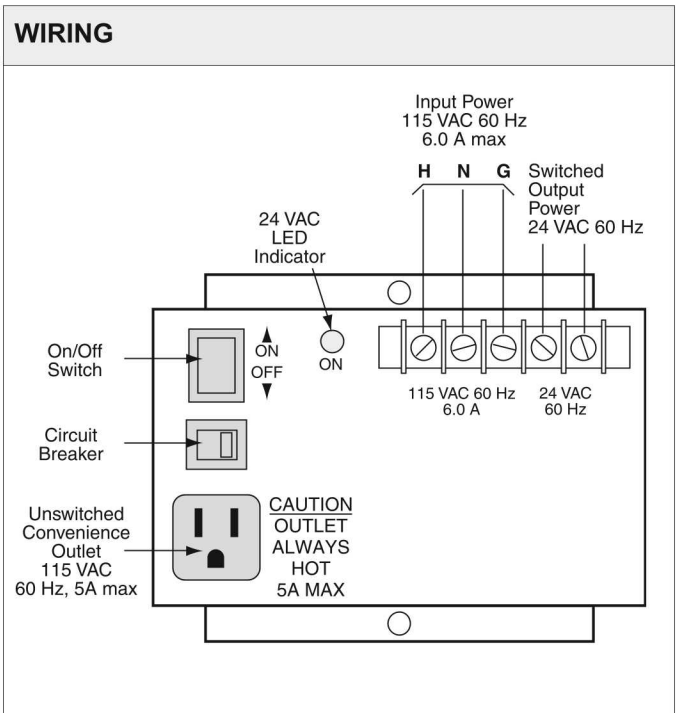 WIRING
Input Power
115 VAC 60 Hz
6.0 A max
H N G
Switched
Output
Power
24 VAC 60 Hz
24 VAC
LED
Indicator
On/Off
Switch
ON
OFF
ON
115 VAC 60 Hz
6.0 A
24 VAC
60 Hz
Circuit
Breaker
Unswitched
Convenience
Outlet
115 VAC
60 Hz, 5A max
CAUTION
OUTLET
ALWAYS
HOT
5A MAX